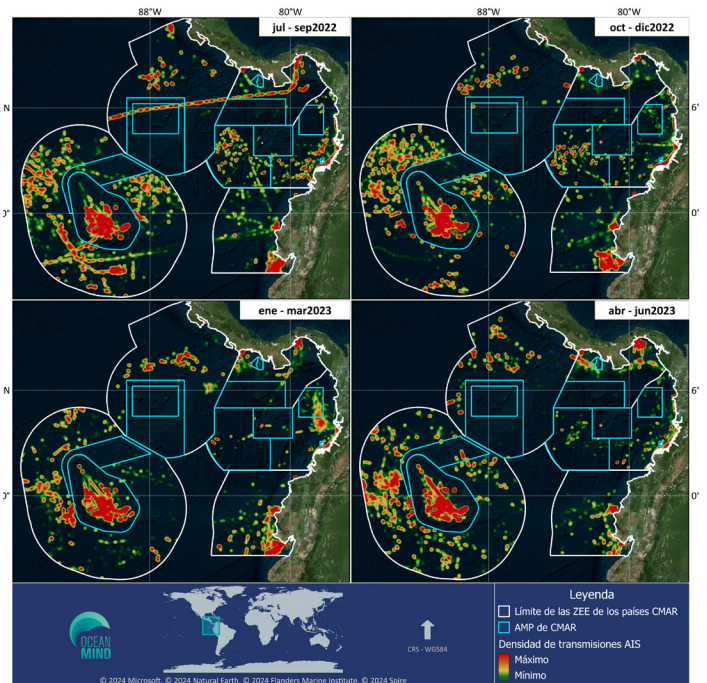 88°W 80°W
jul - sep2022
88°W 80°W
oct - dic2022
N
6'
0°
0'
ene - mar2023
abr - jun2023
N
6'
0°
0'
OCEAN
MIND
CRS - WGS84
© 2024 Microsoft, © 2024 Natural Earth, © 2024 Flanders Marine Institute, © 2024 Spire
Leyenda
Límite de las ZEE de los países CMAR
AMP de CMAR
Densidad de transmisiones AIS
Máximo
Mínimo